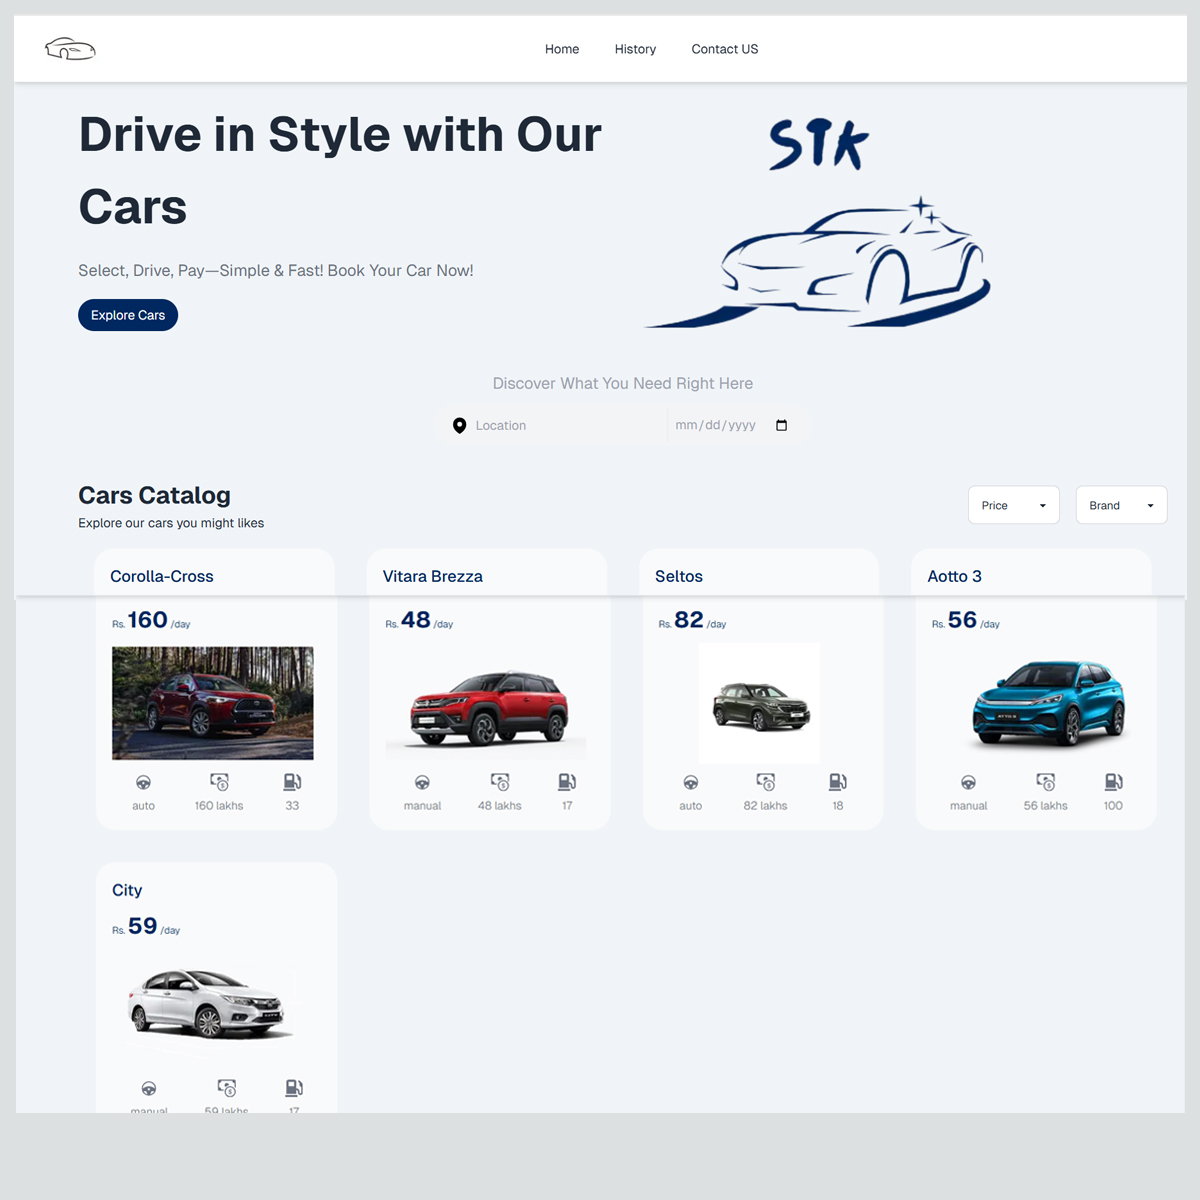 Home History Contact US
Drive in Style with Our
Cars
STK
Select, Drive, Pay—Simple & Fast! Book Your Car Now!
Explore Cars
Discover What You Need Right Here
Location mm/dd/yyyy
Cars Catalog
Explore our cars you might likes
Price Brand
Corolla-Cross Vitara Brezza Seltos Aotto 3
Rs. 160 /day Rs. 48 /day Rs. 82 /day Rs. 56 /day
auto 160 lakhs 33 manual 48 lakhs 17 auto 82 lakhs 18 manual 56 lakhs 100
City
Rs. 59 /day
manual 59 lakhs 17